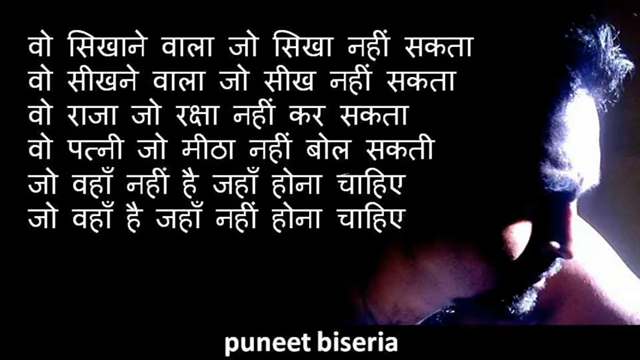 वो सिखाने वाला जो सिखा नहीं सकता
वो सीखने वाला जो सीख नहीं सकता
वो राजा जो रक्षा नहीं कर सकता
वो पत्नी जो मीठा नहीं बोल सकती
जो वहाँ नहीं है जहाँ होना चाहिए
जो वहाँ है जहाँ नहीं होना चाहिए
puneet biseria